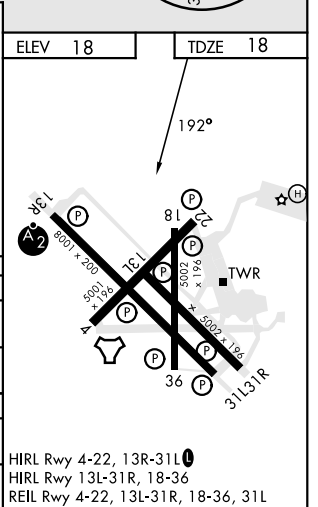 ELEV 18
TDZE 18
192°
13R
P
A2
8001 x 200
13L
18
P
22
P
H
5001 x 196
5002 x 196
TWR
P
P
4
5002 x 196
P
P
36
P
31L
31R
HIRL Rwy 4-22, 13R-31L L
HIRL Rwy 13L-31R, 18-36
REIL Rwy 4-22, 13L-31R, 18-36, 31L